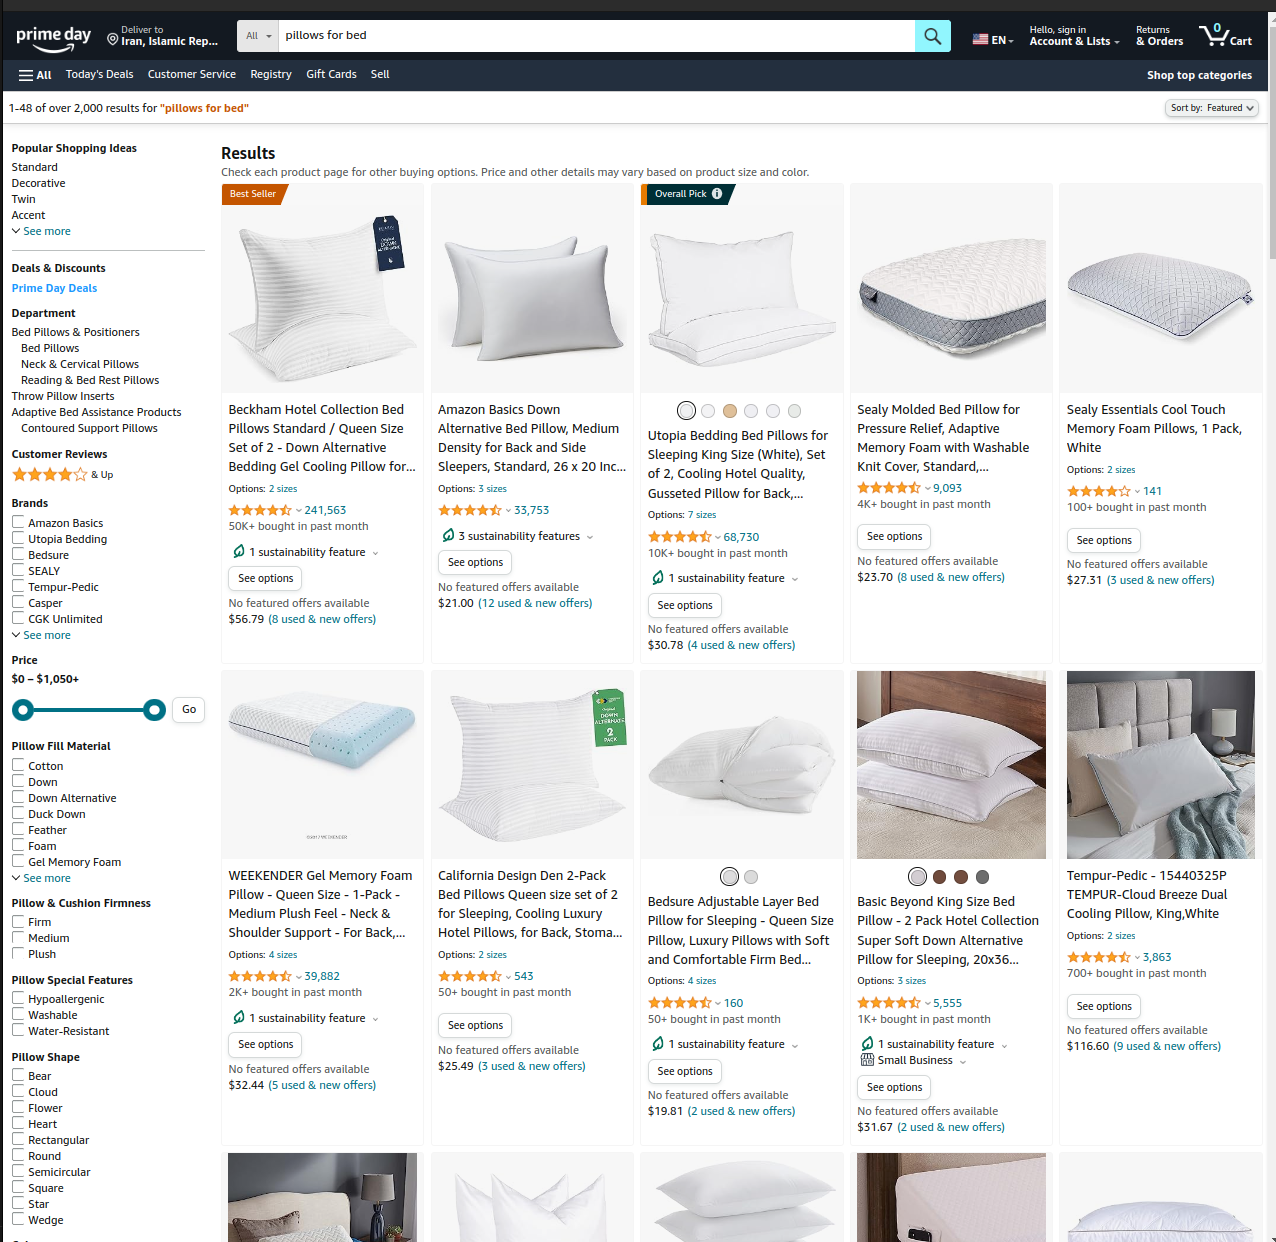 prime day
Deliver to
Iran, Islamic Rep...
All
pillows for bed
EN
Hello, sign in
Account & Lists
Returns
& Orders
0
Cart
All
Today's Deals
Customer Service
Registry
Gift Cards
Sell
Shop top categories
1-48 of over 2,000 results for "pillows for bed"
Sort by: Featured
Popular Shopping Ideas
Standard
Decorative
Twin
Accent
See more
Deals & Discounts
Prime Day Deals
Department
Bed Pillows & Positioners
Bed Pillows
Neck & Cervical Pillows
Reading & Bed Rest Pillows
Throw Pillow Inserts
Adaptive Bed Assistance Products
Contoured Support Pillows
Customer Reviews
& Up
Brands
Amazon Basics
Utopia Bedding
Bedsure
SEALY
Tempur-Pedic
Casper
CGK Unlimited
See more
Price
$0 – $1,050+
Go
Pillow Fill Material
Cotton
Down
Down Alternative
Duck Down
Feather
Foam
Gel Memory Foam
See more
Pillow & Cushion Firmness
Firm
Medium
Plush
Pillow Special Features
Hypoallergenic
Washable
Water-Resistant
Pillow Shape
Bear
Cloud
Flower
Heart
Rectangular
Round
Semicircular
Square
Star
Wedge
Results
Check each product page for other buying options. Price and other details may vary based on product size and color.
Best Seller
Beckham Hotel Collection Bed
Pillows Standard / Queen Size
Set of 2 - Down Alternative
Bedding Gel Cooling Pillow for...
Options: 2 sizes
241,563
50K+ bought in past month
1 sustainability feature
See options
No featured offers available
$56.79 (8 used & new offers)
Amazon Basics Down
Alternative Bed Pillow, Medium
Density for Back and Side
Sleepers, Standard, 26 x 20 Inc...
Options: 3 sizes
33,753
3 sustainability features
See options
No featured offers available
$21.00 (12 used & new offers)
Overall Pick
Utopia Bedding Bed Pillows for
Sleeping King Size (White), Set
of 2, Cooling Hotel Quality,
Gusseted Pillow for Back,...
Options: 7 sizes
68,730
10K+ bought in past month
1 sustainability feature
See options
No featured offers available
$30.78 (4 used & new offers)
Sealy Molded Bed Pillow for
Pressure Relief, Adaptive
Memory Foam with Washable
Knit Cover, Standard,...
9,093
4K+ bought in past month
See options
No featured offers available
$23.70 (8 used & new offers)
Sealy Essentials Cool Touch
Memory Foam Pillows, 1 Pack,
White
Options: 2 sizes
141
100+ bought in past month
See options
No featured offers available
$27.31 (3 used & new offers)
WEEKENDER Gel Memory Foam
Pillow - Queen Size - 1-Pack -
Medium Plush Feel - Neck &
Shoulder Support - For Back,...
Options: 4 sizes
39,882
2K+ bought in past month
1 sustainability feature
See options
No featured offers available
$32.44 (5 used & new offers)
DOWN
ALTERNATE
2
PACK
California Design Den 2-Pack
Bed Pillows Queen size set of 2
for Sleeping, Cooling Luxury
Hotel Pillows, for Back, Stoma...
Options: 2 sizes
543
50+ bought in past month
See options
No featured offers available
$25.49 (3 used & new offers)
Bedsure Adjustable Layer Bed
Pillow for Sleeping - Queen Size
Pillow, Luxury Pillows with Soft
and Comfortable Firm Bed...
Options: 4 sizes
160
50+ bought in past month
1 sustainability feature
See options
No featured offers available
$19.81 (2 used & new offers)
Basic Beyond King Size Bed
Pillow - 2 Pack Hotel Collection
Super Soft Down Alternative
Pillow for Sleeping, 20x36...
Options: 3 sizes
5,555
1K+ bought in past month
1 sustainability feature
Small Business
See options
No featured offers available
$31.67 (2 used & new offers)
Tempur-Pedic - 15440325P
TEMPUR-Cloud Breeze Dual
Cooling Pillow, King,White
Options: 2 sizes
3,863
700+ bought in past month
See options
No featured offers available
$116.60 (9 used & new offers)